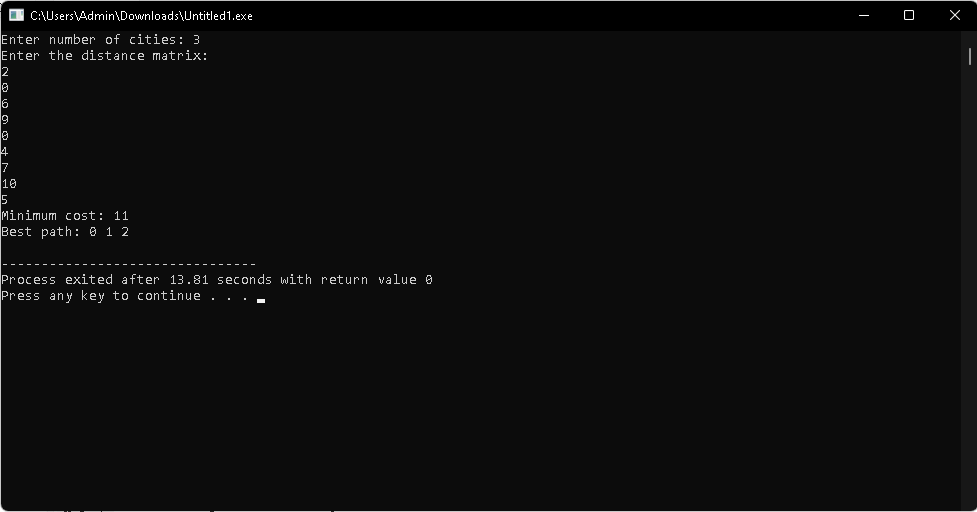 C:\Users\Admin\Downloads\Untitled1.exe
Enter number of cities: 3
Enter the distance matrix:
2
0
6
9
0
4
7
10
5
Minimum cost: 11
Best path: 0 1 2
--------------------------------
Process exited after 13.81 seconds with return value 0
Press any key to continue . . .